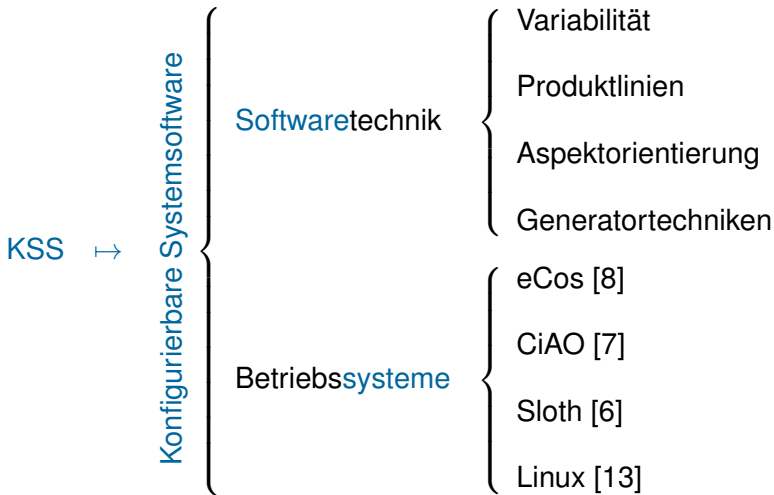 KSS ↦
Konfigurierbare Systemsoftware
Softwaretechnik
Variabilität
Produktlinien
Aspektorientierung
Generatortechniken
Betriebssysteme
eCos [8]
CiAO [7]
Sloth [6]
Linux [13]